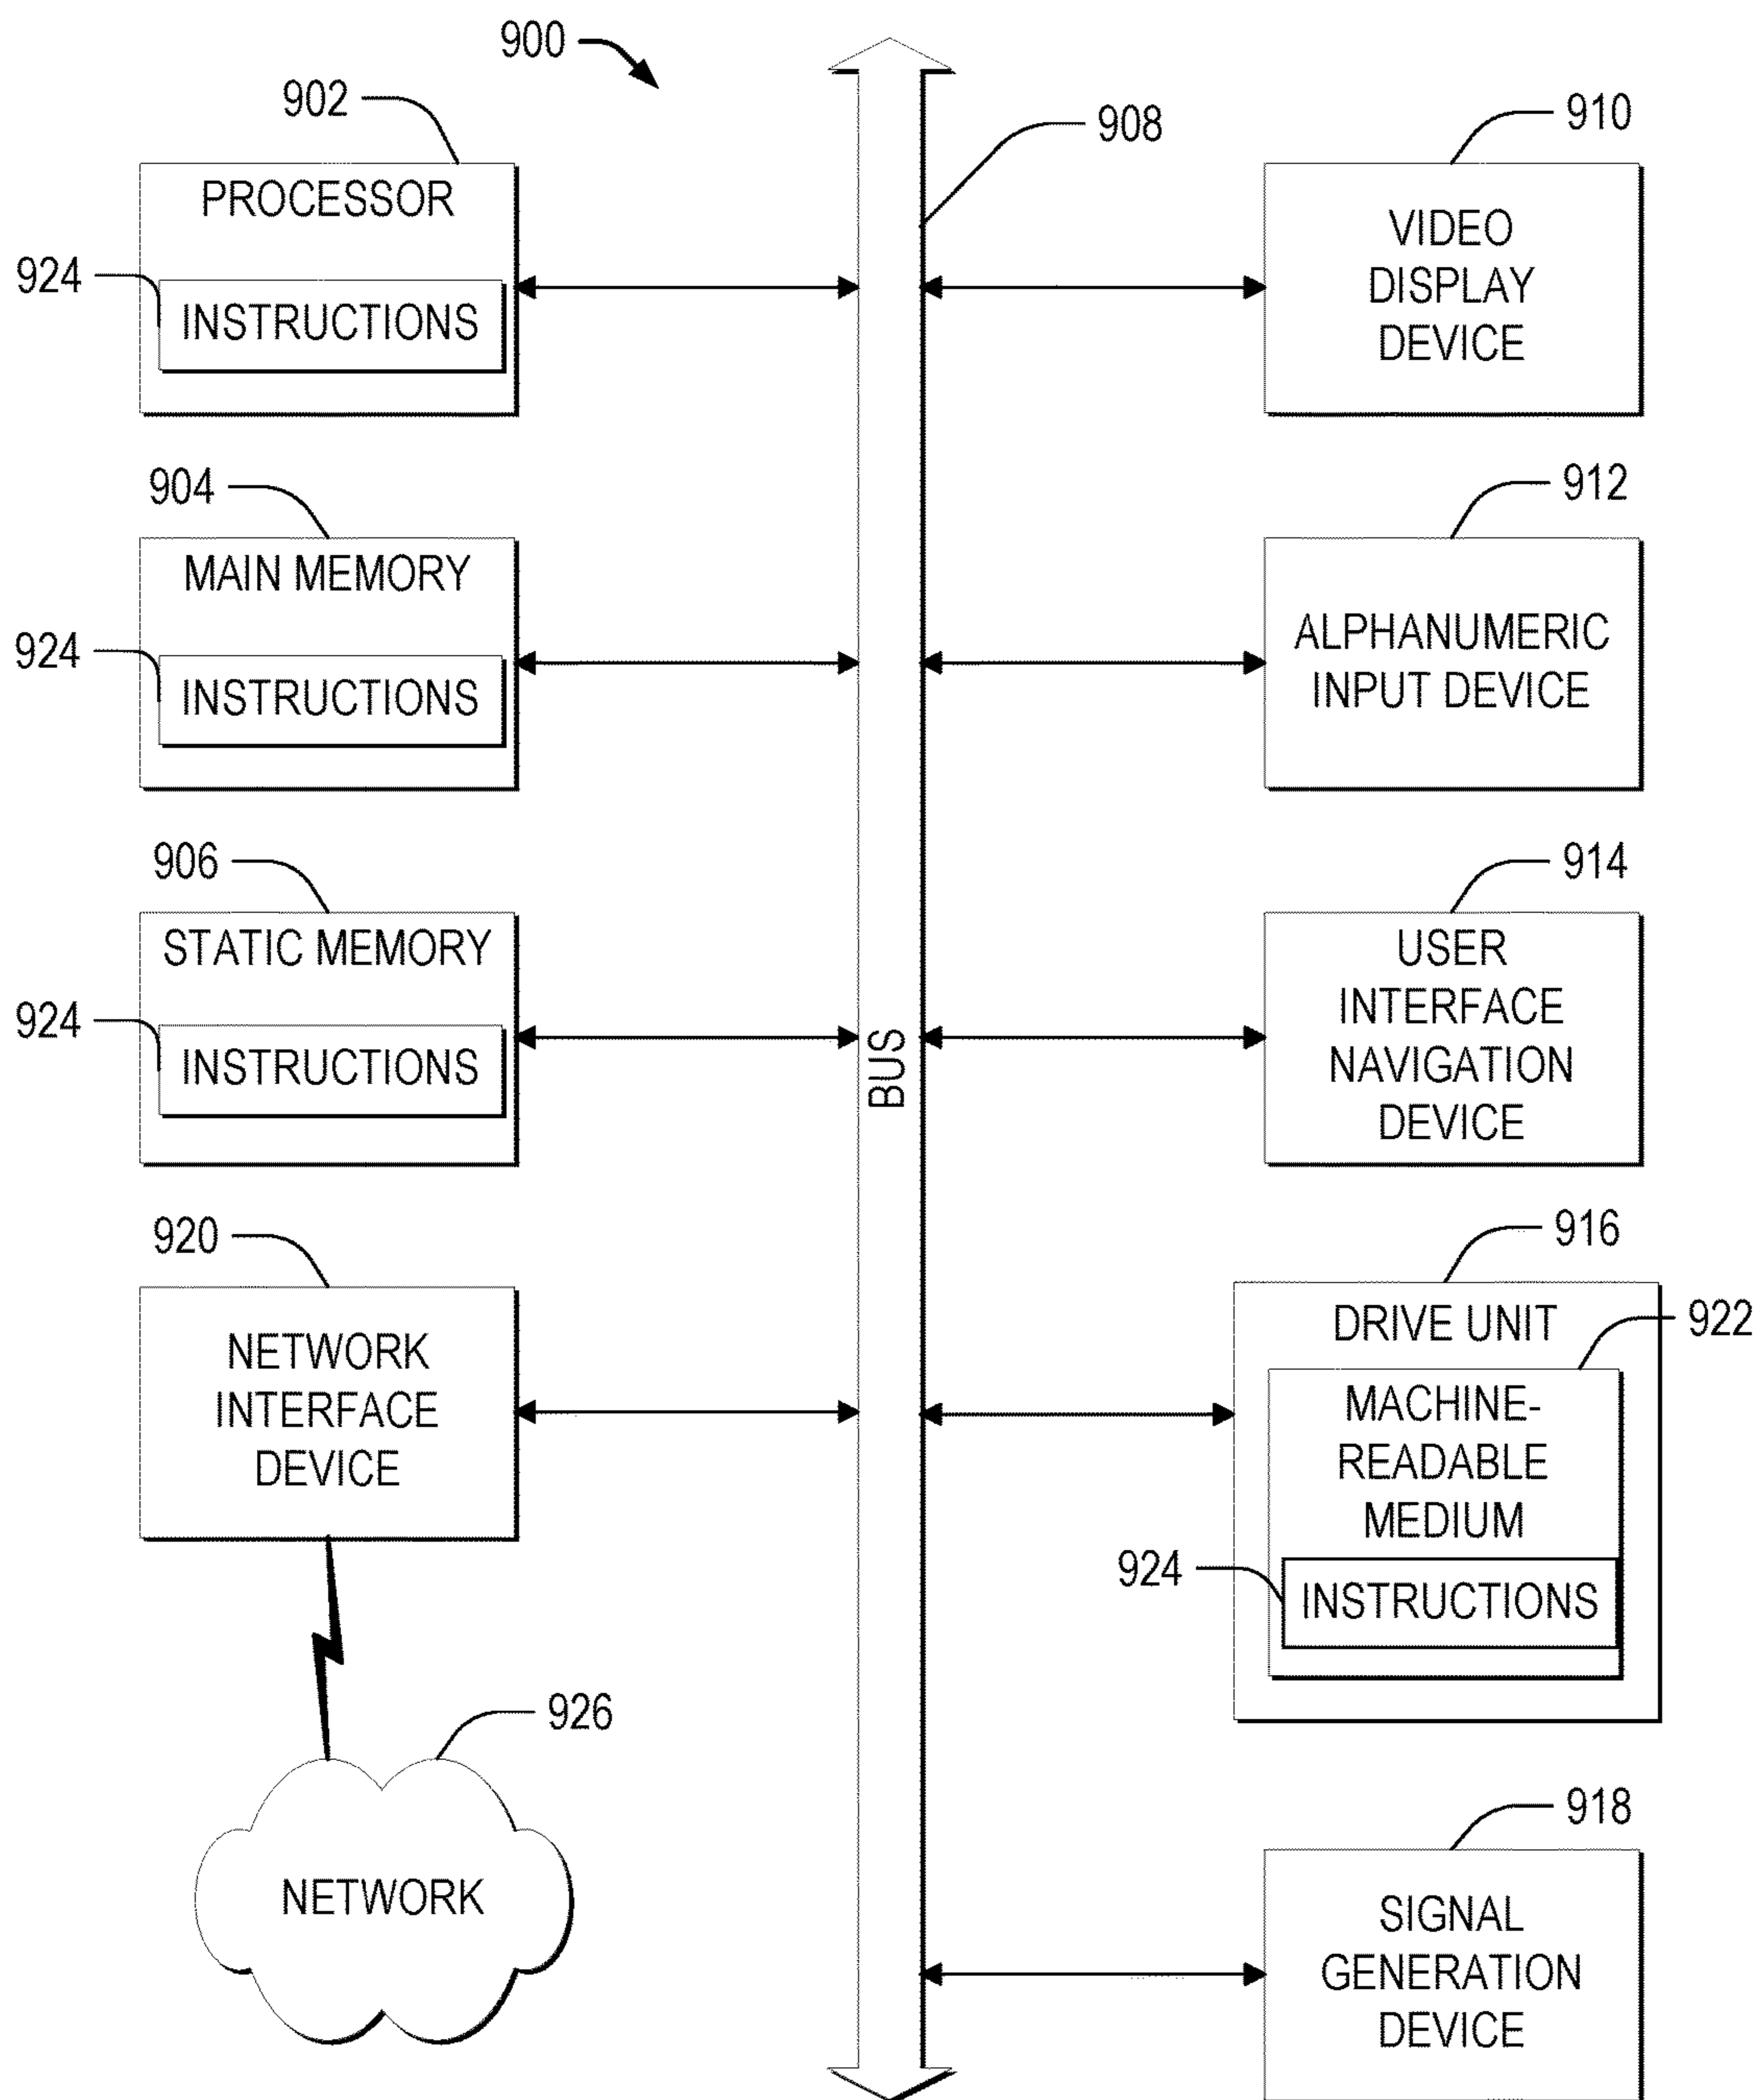 900
902
PROCESSOR
924
INSTRUCTIONS
904
MAIN MEMORY
924
INSTRUCTIONS
906
STATIC MEMORY
924
INSTRUCTIONS
920
NETWORK
INTERFACE
DEVICE
926
NETWORK
908
BUS
910
VIDEO
DISPLAY
DEVICE
912
ALPHANUMERIC
INPUT DEVICE
914
USER
INTERFACE
NAVIGATION
DEVICE
916
DRIVE UNIT
922
MACHINE-
READABLE
MEDIUM
924
INSTRUCTIONS
918
SIGNAL
GENERATION
DEVICE